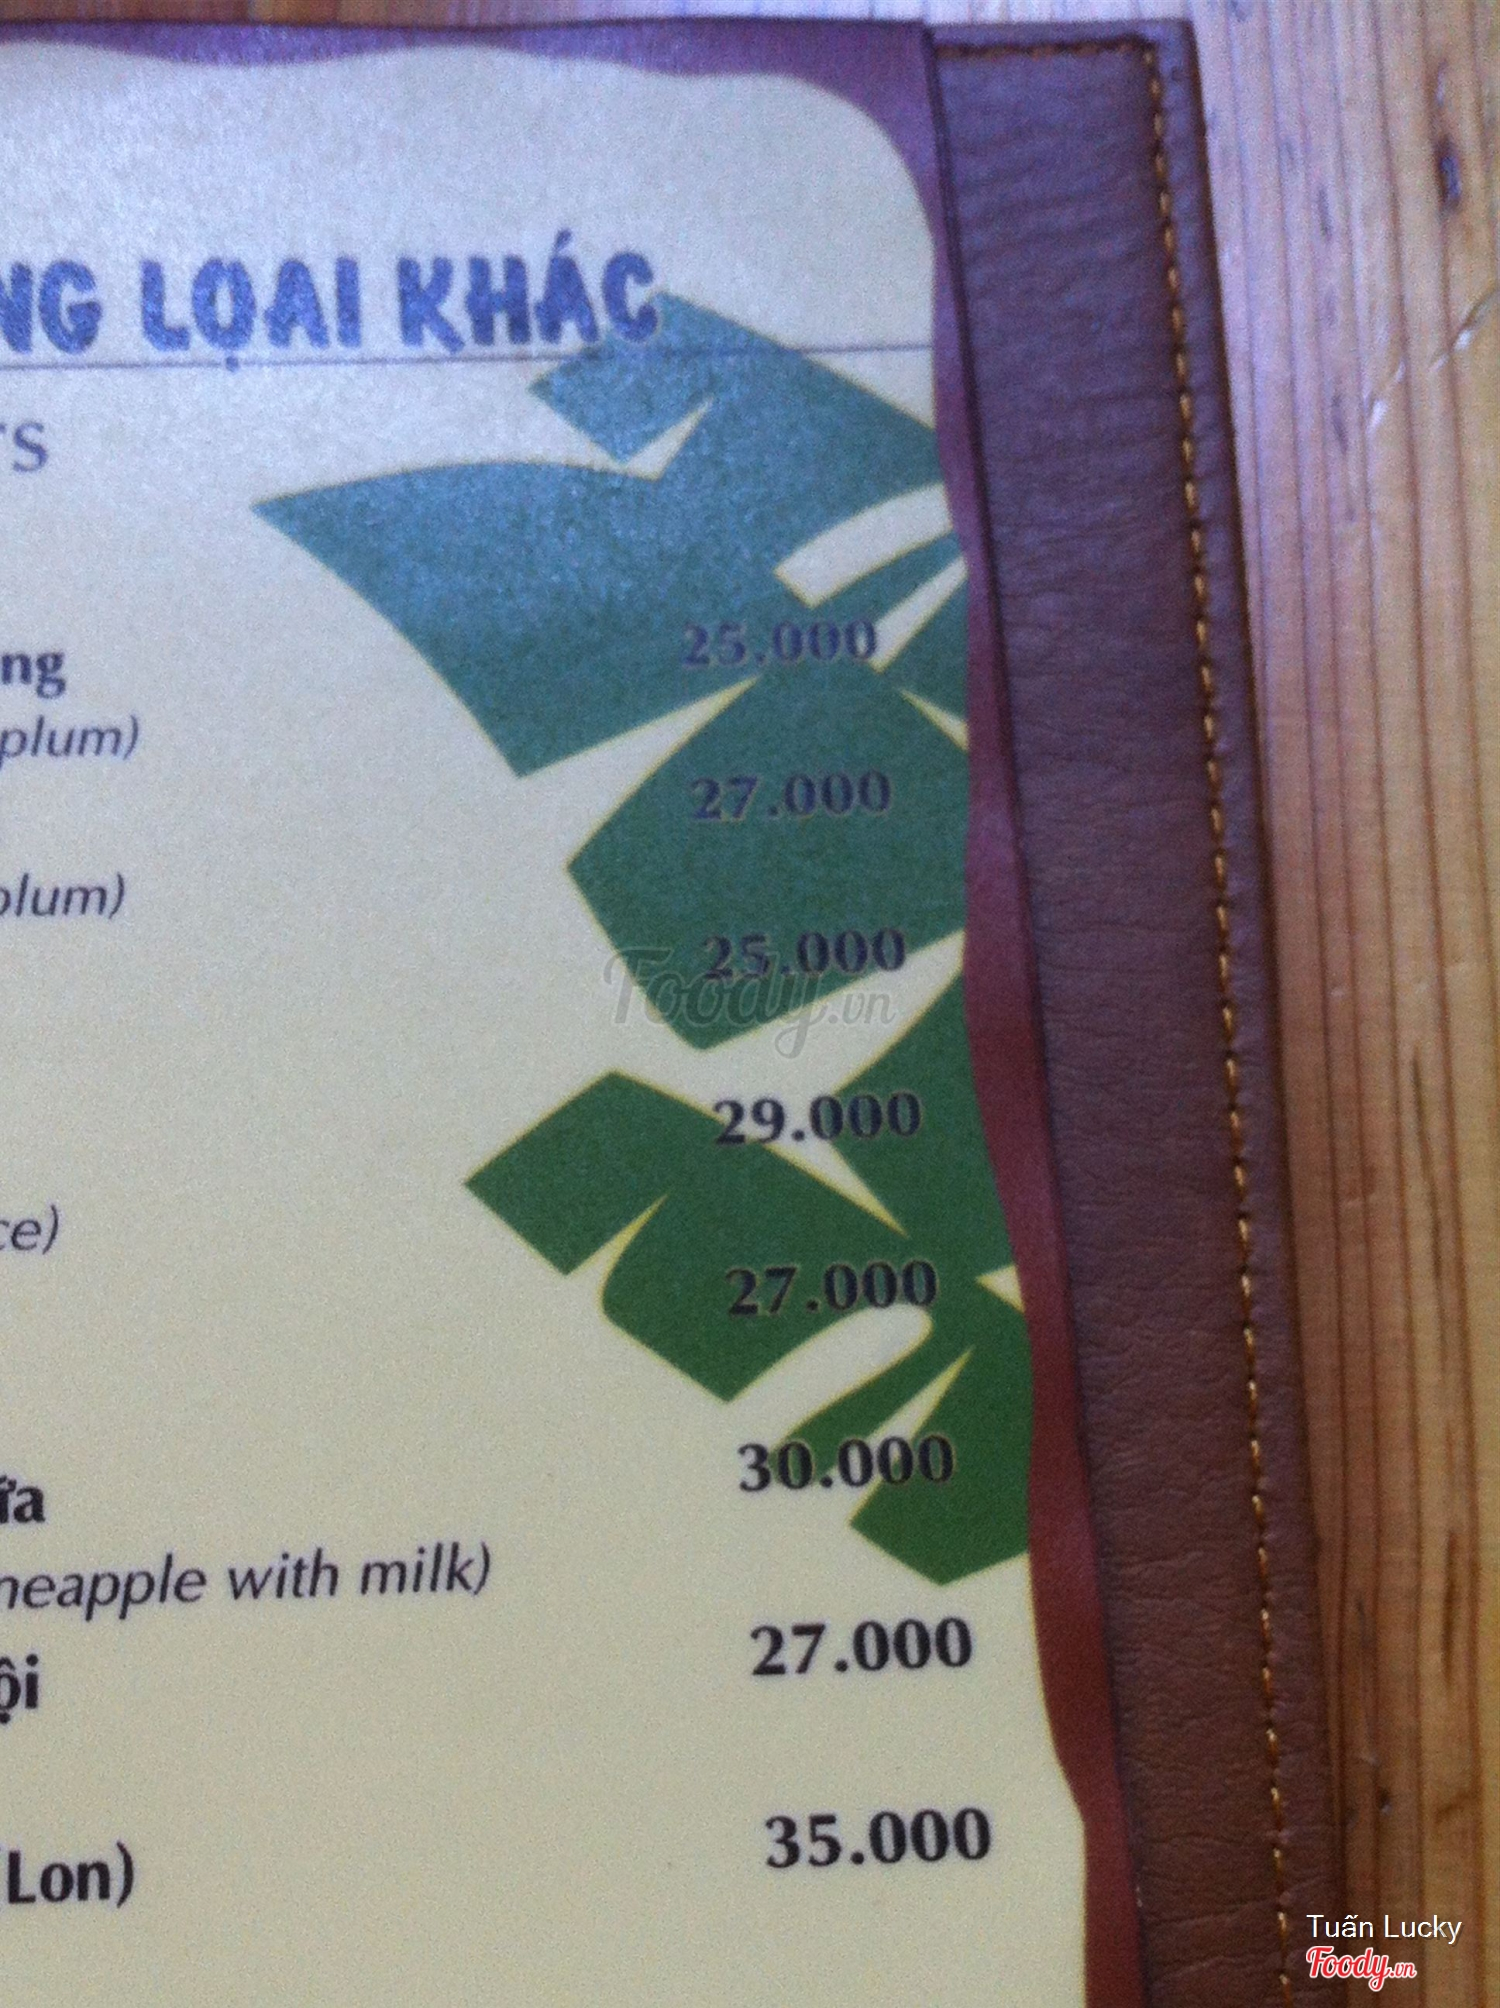 NG LOẠI KHÁC
TS
25.000
ng
plum)
27.000
plum)
25.000
Foody.vn
29.000
ce)
27.000
30.000
ữa
neapple with milk)
27.000
ội
35.000
(Lon)
Tuấn Lucky
Foody.vn